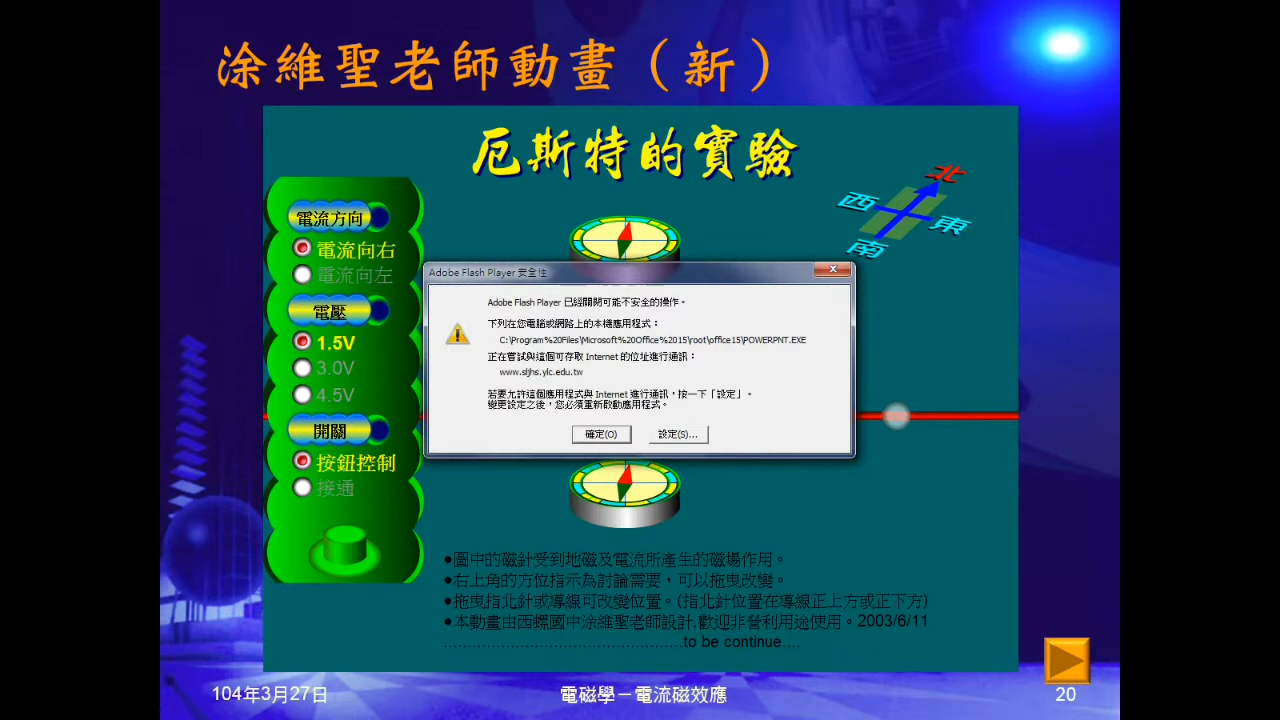 涂維聖老師動畫（新）
厄斯特的實驗
北
西
東
南
電流方向
電流向右
電流向左
電壓
1.5V
3.0V
4.5V
開關
按鈕控制
接通
Adobe Flash Player 安全性
Adobe Flash Player 已經關閉可能不安全的操作。
下列在您電腦或網路上的本機應用程式：
C:\Program%20Files\Microsoft%20Office%2015\root\office15\POWERPNT.EXE
正在嘗試與這個可存取 Internet 的位址進行通訊：
www.sljhs.ylc.edu.tw
若要允許這個應用程式與 Internet 進行通訊，按一下「設定」。
變更設定之後，您必須重新啟動應用程式。
確定(O)
設定(S)...
●圖中的磁針受到地磁及電流所產生的磁場作用。
●右上角的方位指示為討論需要，可以拖曳改變。
●拖曳指北針或導線可改變位置。(指北針位置在導線正上方或正下方)
●本動畫由西螺國中涂維聖老師設計.歡迎非營利用途使用。2003/6/11
..................................................to be continue....
104年3月27日
電磁學－電流磁效應
20